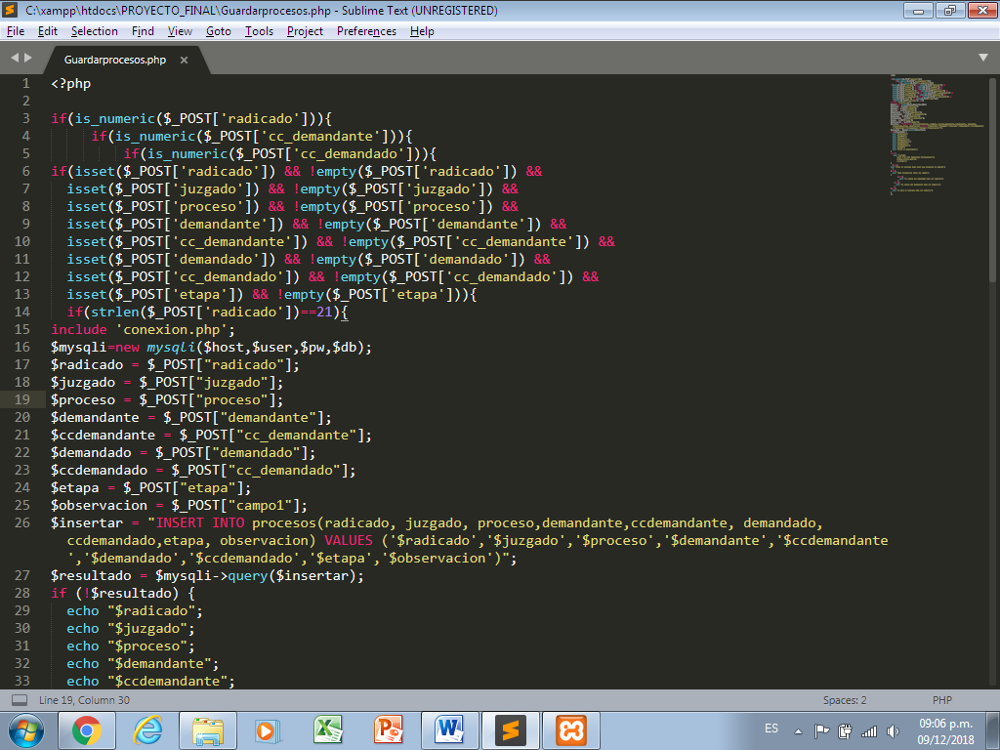 C:\xampp\htdocs\PROYECTO_FINAL\Guardarprocesos.php - Sublime Text (UNREGISTERED)
File Edit Selection Find View Goto Tools Project Preferences Help
Guardarprocesos.php
1 <?php
2
3 if(is_numeric($_POST['radicado'])){
4 if(is_numeric($_POST['cc_demandante'])){
5 if(is_numeric($_POST['cc_demandado'])){
6 if(isset($_POST['radicado']) && !empty($_POST['radicado']) &&
7 isset($_POST['juzgado']) && !empty($_POST['juzgado']) &&
8 isset($_POST['proceso']) && !empty($_POST['proceso']) &&
9 isset($_POST['demandante']) && !empty($_POST['demandante']) &&
10 isset($_POST['cc_demandante']) && !empty($_POST['cc_demandante']) &&
11 isset($_POST['demandado']) && !empty($_POST['demandado']) &&
12 isset($_POST['cc_demandado']) && !empty($_POST['cc_demandado']) &&
13 isset($_POST['etapa']) && !empty($_POST['etapa'])){
14 if(strlen($_POST['radicado'])==21){
15 include 'conexion.php';
16 $mysqli=new mysqli($host,$user,$pw,$db);
17 $radicado = $_POST["radicado"];
18 $juzgado = $_POST["juzgado"];
19 $proceso = $_POST["proceso"];
20 $demandante = $_POST["demandante"];
21 $ccdemandante = $_POST["cc_demandante"];
22 $demandado = $_POST["demandado"];
23 $ccdemandado = $_POST["cc_demandado"];
24 $etapa = $_POST["etapa"];
25 $observacion = $_POST["campo1"];
26 $insertar = "INSERT INTO procesos(radicado, juzgado, proceso,demandante,ccdemandante, demandado,
ccdemandado,etapa, observacion) VALUES ('$radicado','$juzgado','$proceso','$demandante','$ccdemandante
','$demandado','$ccdemandado','$etapa','$observacion')";
27 $resultado = $mysqli->query($insertar);
28 if (!$resultado) {
29 echo "$radicado";
30 echo "$juzgado";
31 echo "$proceso";
32 echo "$demandante";
33 echo "$ccdemandante";
Line 19, Column 30
Spaces: 2
PHP
ES
09:06 p.m.
09/12/2018